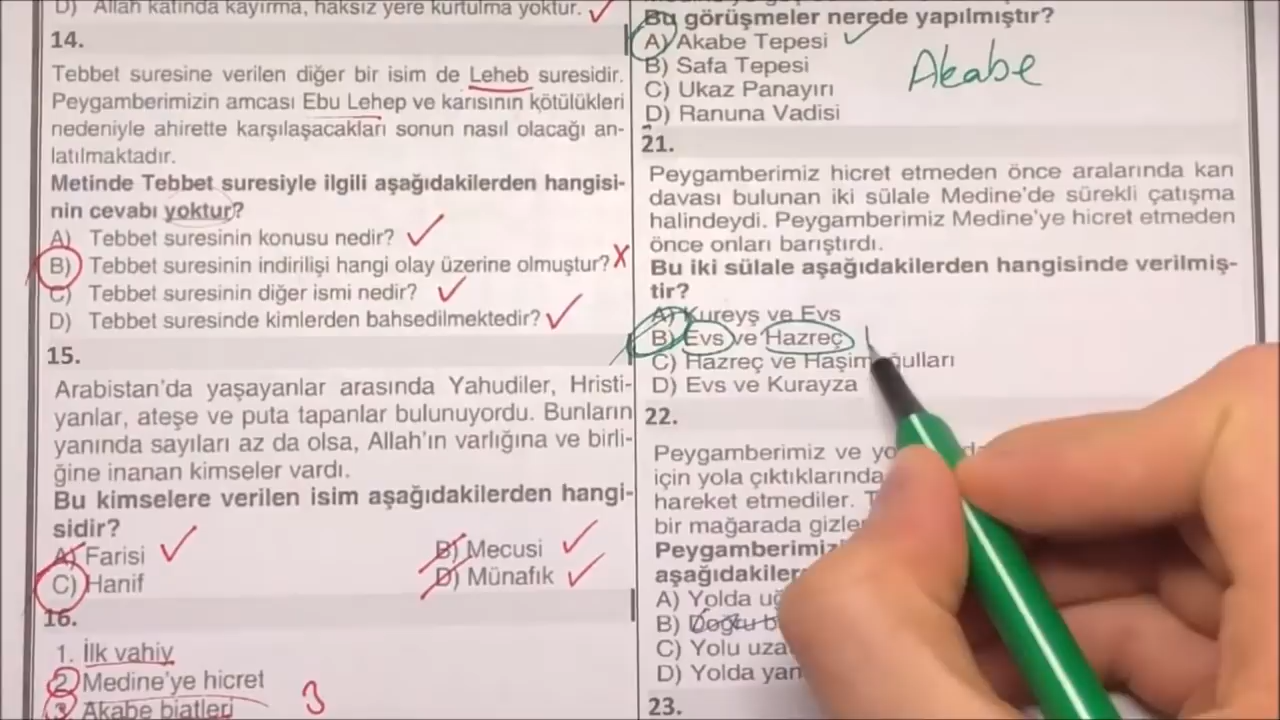 D) Allah katında kayırma, haksız yere kurtulma yoktur.
14.
Tebbet suresine verilen diğer bir isim de Leheb suresidir.
Peygamberimizin amcası Ebu Lehep ve karısının kötülükleri
nedeniyle ahirette karşılaşacakları sonun nasıl olacağı an-
latılmaktadır.
Metinde Tebbet suresiyle ilgili aşağıdakilerden hangisi-
nin cevabı yoktur?
A) Tebbet suresinin konusu nedir?
B) Tebbet suresinin indirilişi hangi olay üzerine olmuştur?
C) Tebbet suresinin diğer ismi nedir?
D) Tebbet suresinde kimlerden bahsedilmektedir?
15.
Arabistan'da yaşayanlar arasında Yahudiler, Hristi-
yanlar, ateşe ve puta tapanlar bulunuyordu. Bunların
yanında sayıları az da olsa, Allah'ın varlığına ve birli-
ğine inanan kimseler vardı.
Bu kimselere verilen isim aşağıdakilerden hangi-
sidir?
A) Farisi B) Mecusi
C) Hanif D) Münafık
16.
1. İlk vahiy
2. Medine'ye hicret
3. Akabe biatleri 3
Bu görüşmeler nerede yapılmıştır?
A) Akabe Tepesi
B) Safa Tepesi
C) Ukaz Panayırı
D) Ranuna Vadisi
Akabe
21.
Peygamberimiz hicret etmeden önce aralarında kan
davası bulunan iki sülale Medine'de sürekli çatışma
halindeydi. Peygamberimiz Medine'ye hicret etmeden
önce onları barıştırdı.
Bu iki sülale aşağıdakilerden hangisinde verilmiş-
tir?
A) Kureyş ve Evs
B) Evs ve Hazreç
C) Hazreç ve Haşimoğulları
D) Evs ve Kurayza
22.
Peygamberimiz ve
için yola çıktıklarında
hareket etmediler.
bir mağarada
Peygamberimiz
A) Yolda
B) Doğru
C) Yolu
D) Yolda
23.